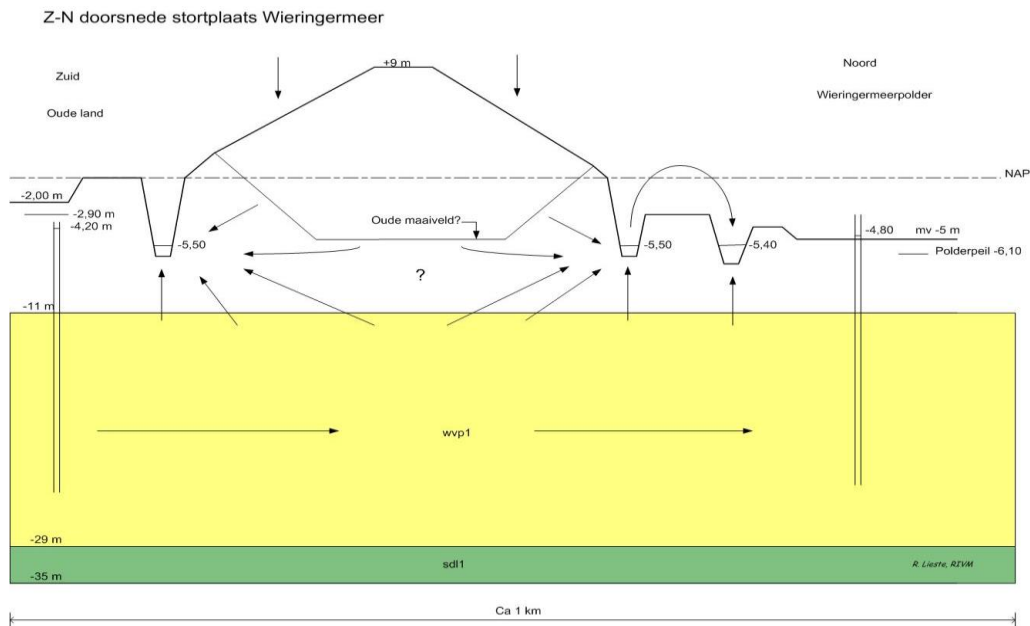 Z-N doorsnede stortplaats Wieringermeer
+9 m
Zuid
Noord
Oude land
Wieringermeerpolder
NAP
-2,00 m
-2,90 m
-4,20 m
Oude maaiveld?
-5,50
-5,50
-5,40
-4,80
mv -5 m
Polderpeil -6,10
?
-11 m
wvp1
-29 m
sdl1
R. Lieste, RIVM
-35 m
Ca 1 km